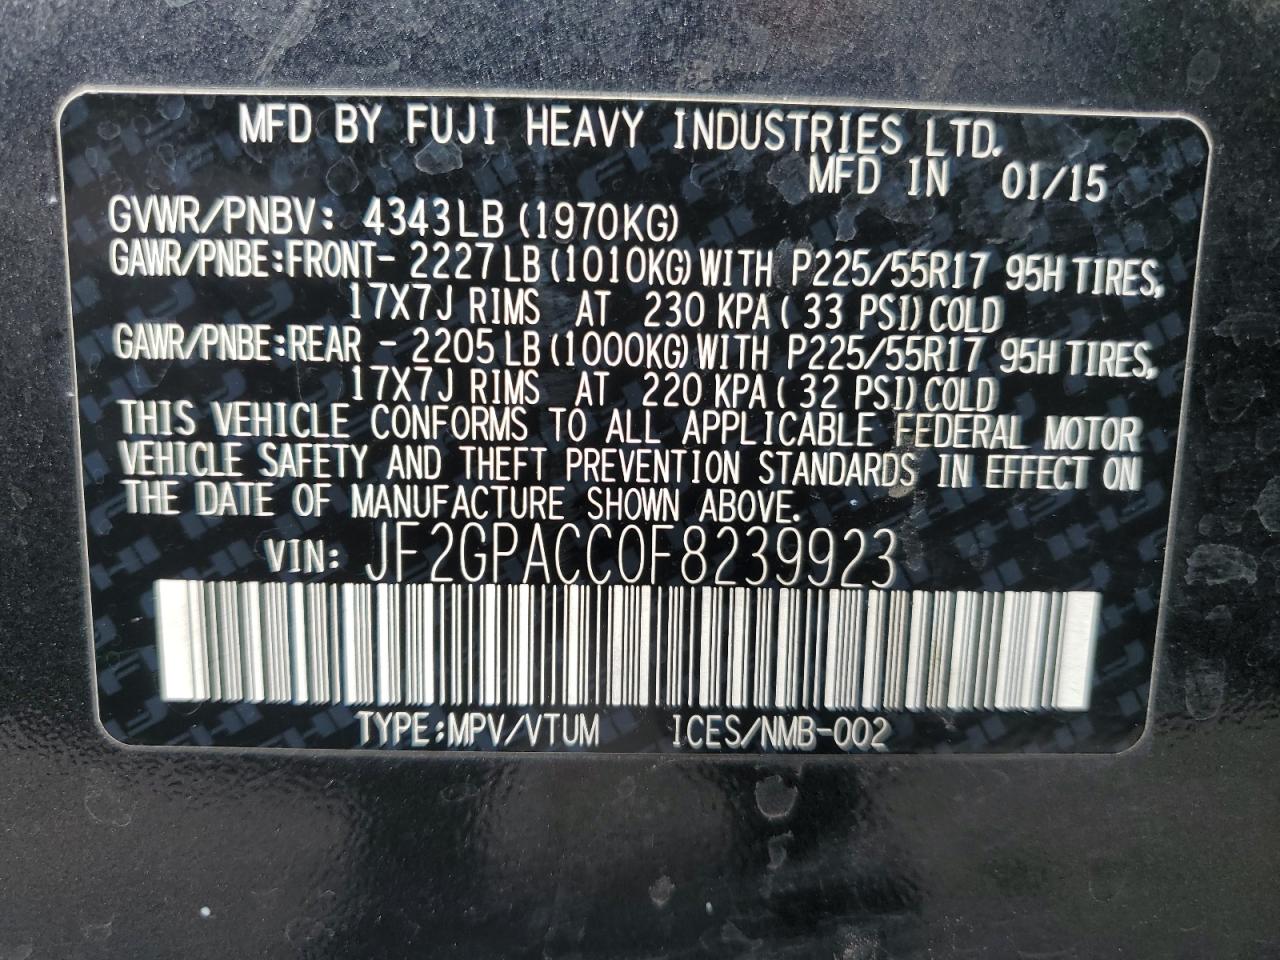 MFD BY FUJI HEAVY INDUSTRIES LTD.
MFD IN 01/15
GVWR/PNBV: 4343LB (1970KG)
GAWR/PNBE:FRONT- 2227LB(1010KG)WITH P225/55R17 95H TIRES,
17X7J RIMS AT 230 KPA( 33 PSI)COLD
GAWR/PNBE:REAR - 2205LB(1000KG)WITH P225/55R17 95H TIRES,
17X7J RIMS AT 220 KPA( 32 PSI)COLD
THIS VEHICLE CONFORMS TO ALL APPLICABLE FEDERAL MOTOR
VEHICLE SAFETY AND THEFT PREVENTION STANDARDS IN EFFECT ON
THE DATE OF MANUFACTURE SHOWN ABOVE.
VIN: JF2GPACC0F8239923
TYPE:MPV/VTUM ICES/NMB-002